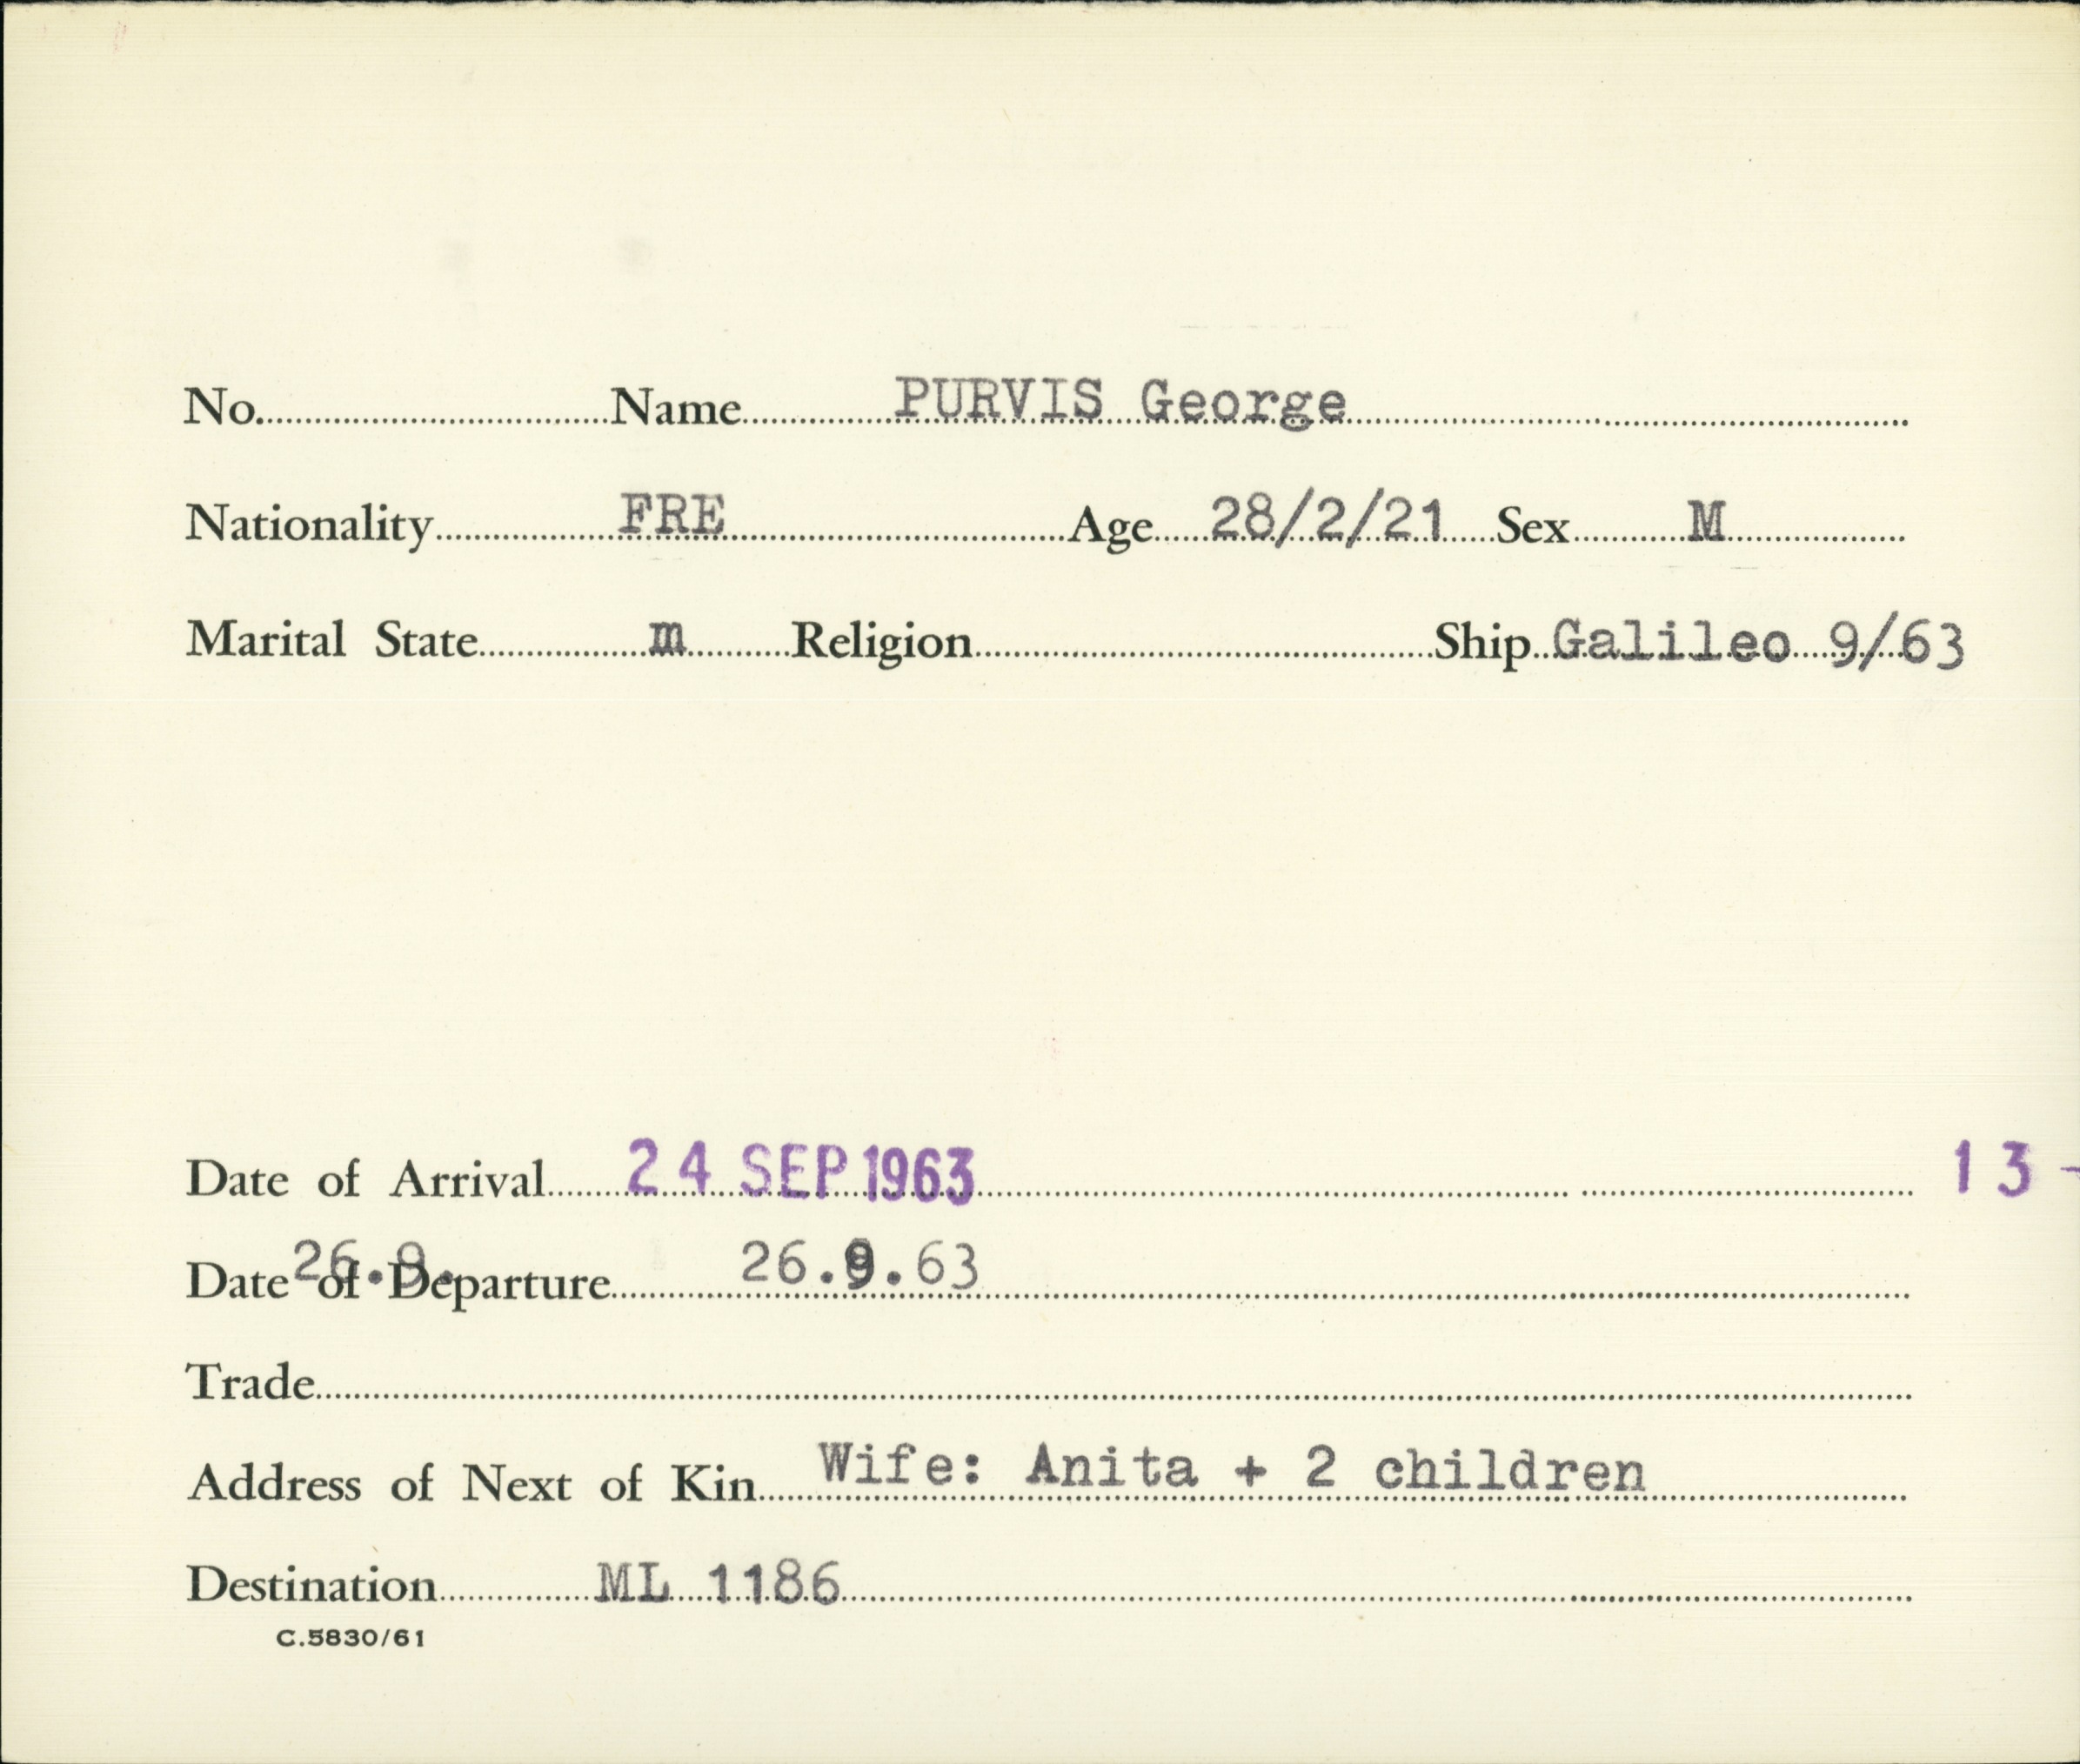 No. Name PURVIS George
Nationality FRE Age 28/2/21 Sex M
Marital State m Religion Ship Galileo 9/63
Date of Arrival 24 SEP 1963 13-
26.9.
Date of Departure 26.9.63
Trade
Address of Next of Kin Wife: Anita + 2 children
Destination ML 1186
C.5830/61